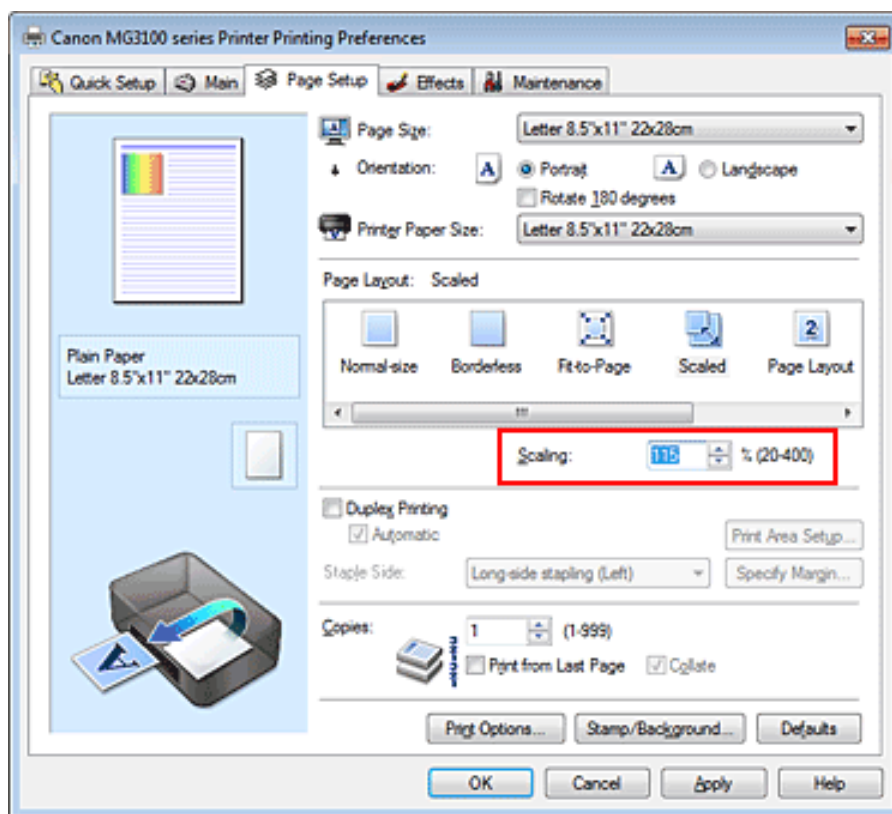 Canon MG3100 series Printer Printing Preferences
Quick Setup Main Page Setup Effects Maintenance
Page Size: Letter 8.5"x11" 22x28cm
Orientation: A Portrait A Landscape
Rotate 180 degrees
Printer Paper Size: Letter 8.5"x11" 22x28cm
Page Layout: Scaled
Normal-size Borderless Fit-to-Page Scaled 2 Page Layout
Plain Paper
Letter 8.5"x11" 22x28cm
Scaling: 115 % (20-400)
Duplex Printing
Automatic Print Area Setup...
Staple Side: Long-side stapling (Left) Specify Margin...
Copies: 1 (1-999)
Print from Last Page Collate
A
Print Options... Stamp/Background... Defaults
OK Cancel Apply Help